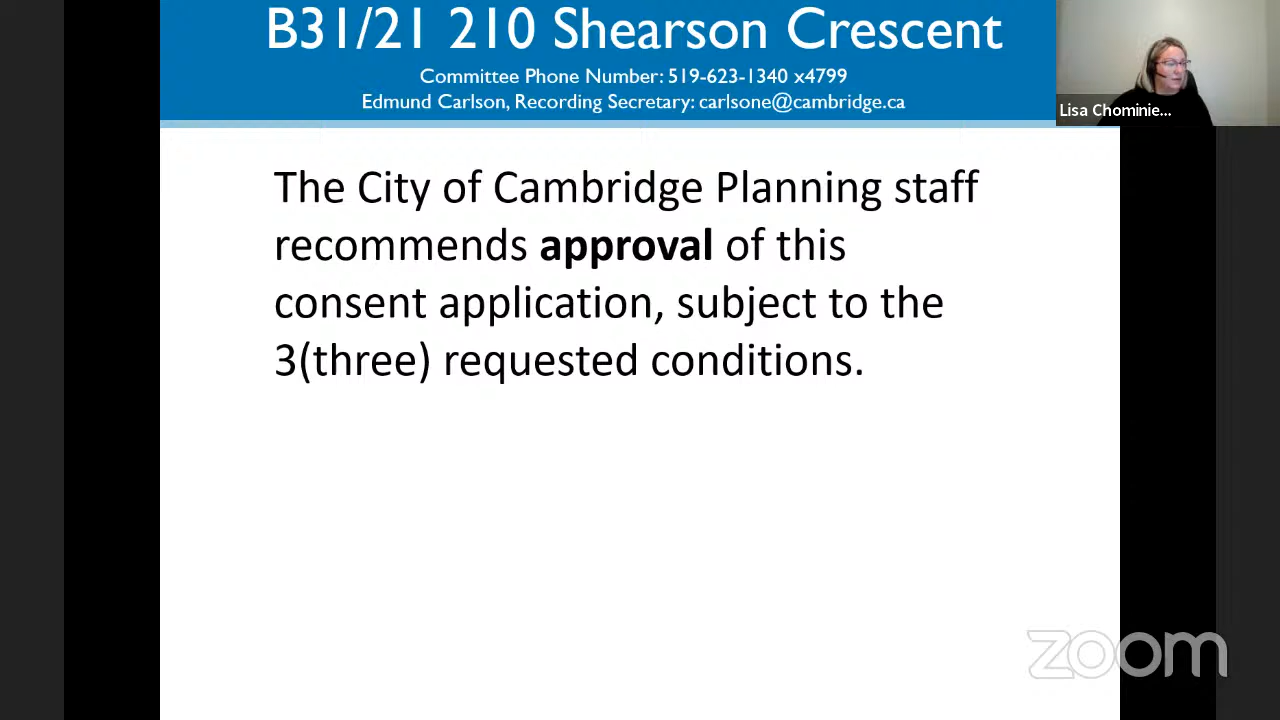 B31/21 210 Shearson Crescent
Committee Phone Number: 519-623-1340 x4799
Edmund Carlson, Recording Secretary: carlsone@cambridge.ca
Lisa Chominie...
The City of Cambridge Planning staff
recommends approval of this
consent application, subject to the
3(three) requested conditions.
zoom